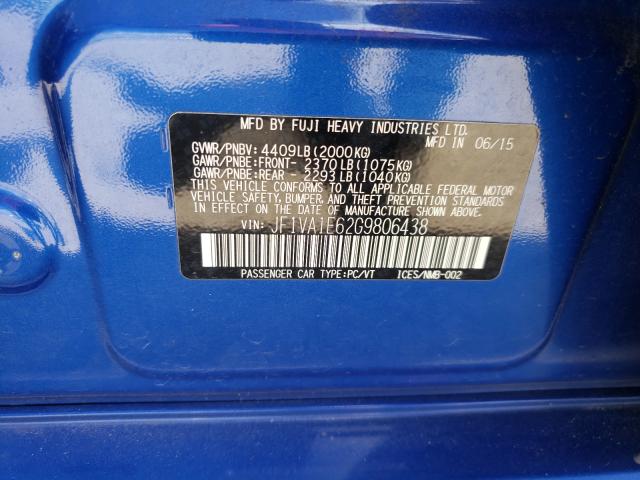 MFD BY FUJI HEAVY INDUSTRIES LTD.
MFD IN 06/15
GVWR/PNBV: 4409LB(2000KG)
GAWR/PNBE:FRONT- 2370LB(1075KG)
GAWR/PNBE:REAR - 2293LB(1040KG)
THIS VEHICLE CONFORMS TO ALL APPLICABLE FEDERAL MOTOR
VEHICLE SAFETY, BUMPER, AND THEFT PREVENTION STANDARDS
IN EFFECT ON THE DATE OF MANUFACTURE SHOWN ABOVE.
VIN: JF1VA1E62G9806438
PASSENGER CAR TYPE:PC/VT ICES/NMB-002